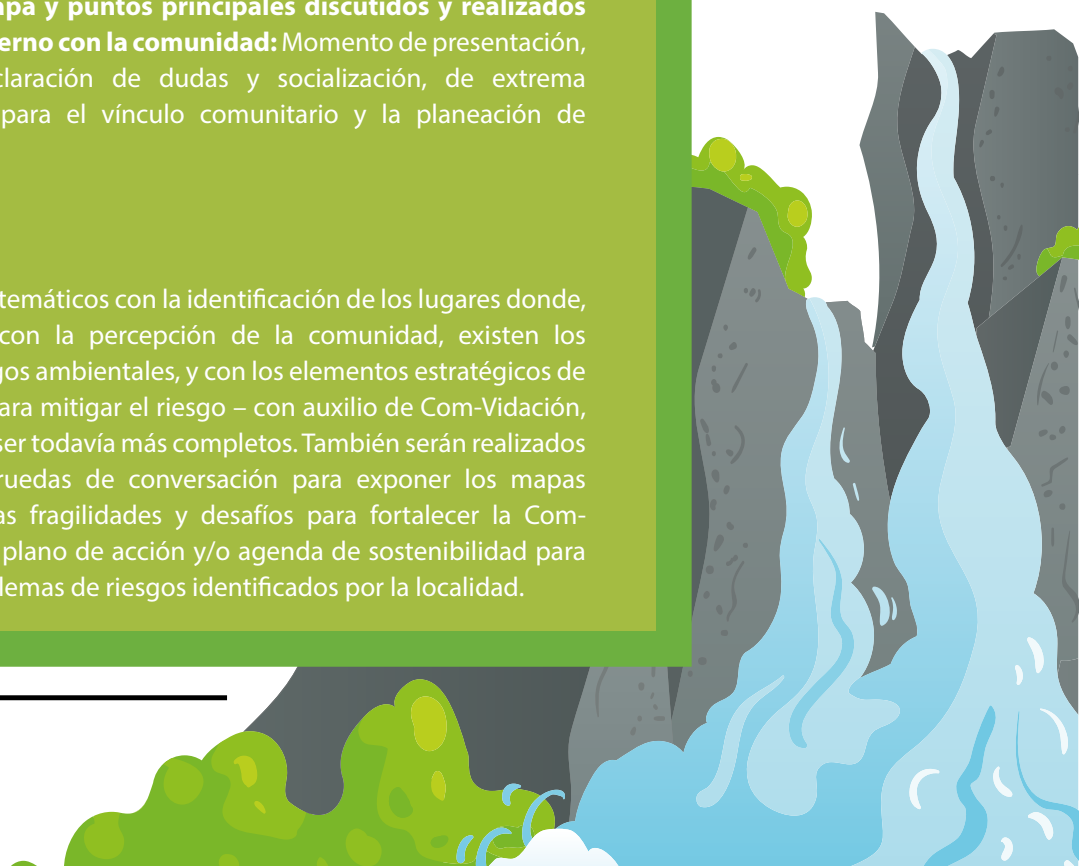 apa y puntos principales discutidos y realizados
erno con la comunidad: Momento de presentación,
claración de dudas y socialización, de extrema
para el vínculo comunitario y la planeación de
temáticos con la identificación de los lugares donde,
con la percepción de la comunidad, existen los
gos ambientales, y con los elementos estratégicos de
para mitigar el riesgo – con auxilio de Com-Vidación,
ser todavía más completos. También serán realizados
ruedas de conversación para exponer los mapas
as fragilidades y desafíos para fortalecer la Com-
plano de acción y/o agenda de sostenibilidad para
lemas de riesgos identificados por la localidad.